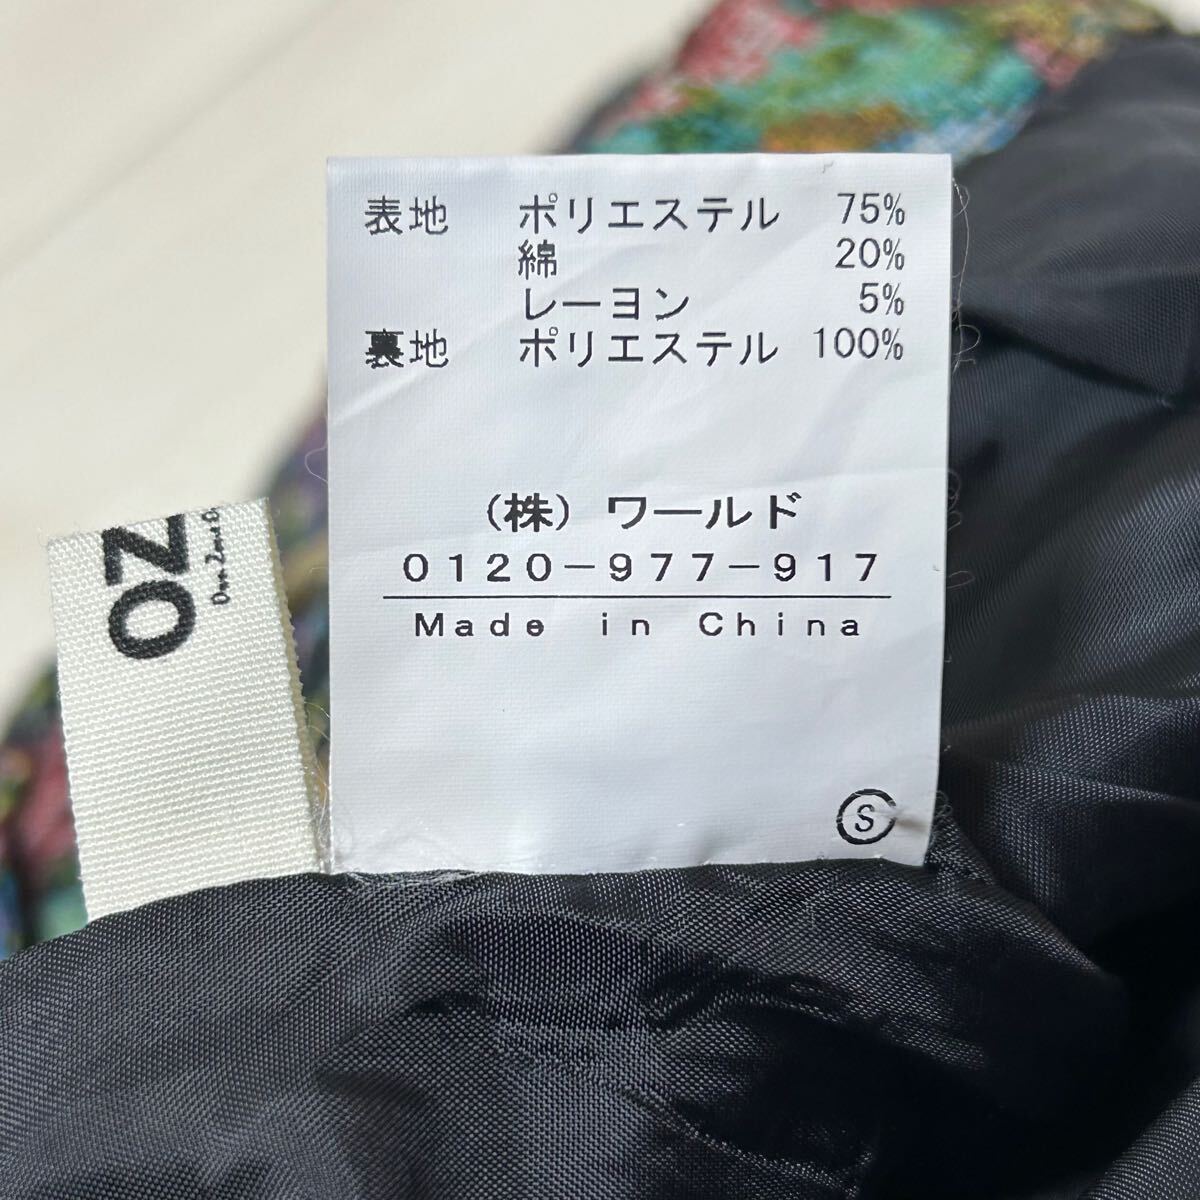 表地 ポリエステル 75%
綿 20%
レーヨン 5%
裏地 ポリエステル 100%
(株) ワールド
0120-977-917
Made in China
S
OZ